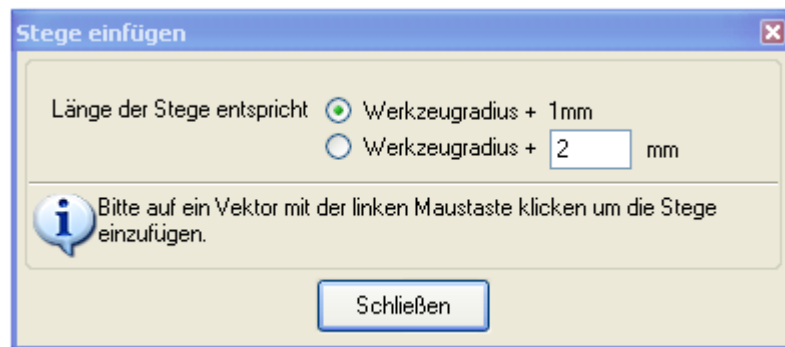 Stege einfügen
Länge der Stege entspricht Werkzeugradius + 1mm
Werkzeugradius + 2 mm
Bitte auf ein Vektor mit der linken Maustaste klicken um die Stege
einzufügen.
Schließen